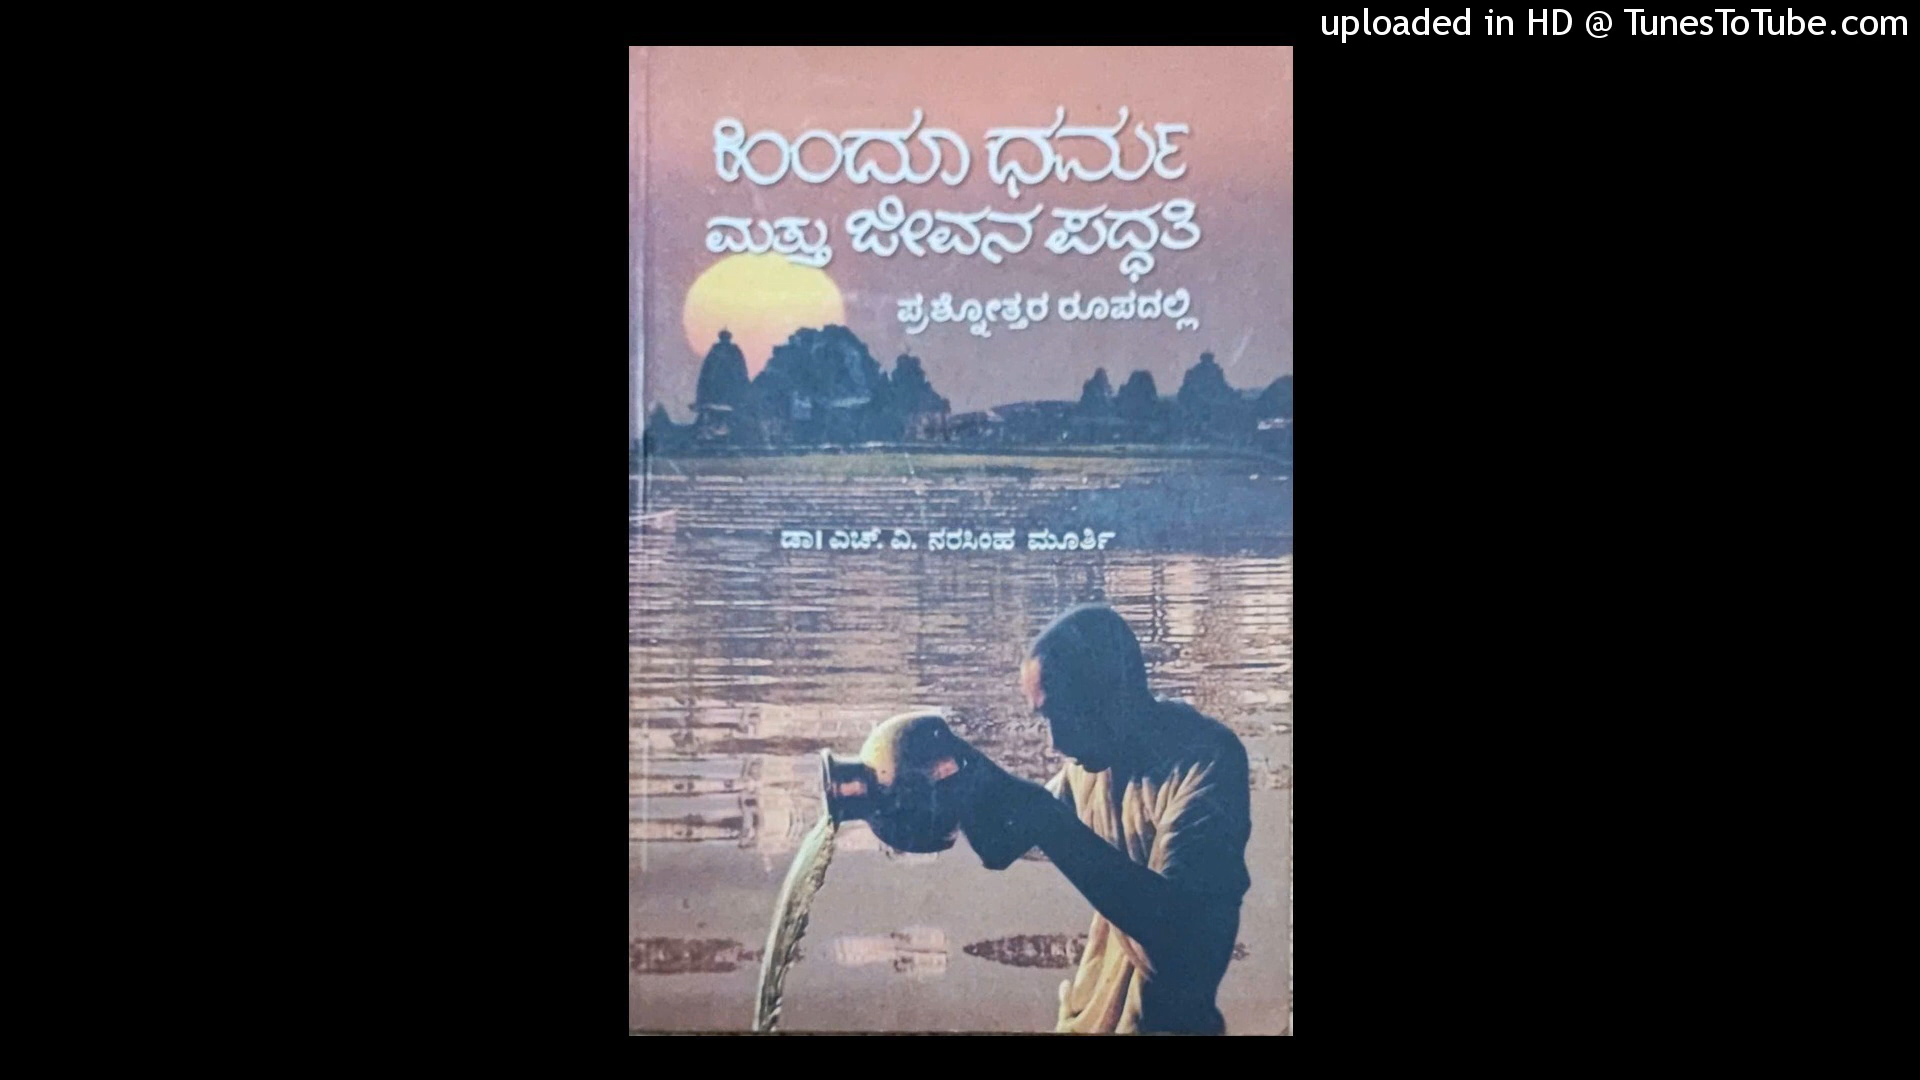 uploaded in HD @ TunesToTube.com
ಹಿಂದೂ ಧರ್ಮ
ಮತ್ತು ಜೀವನ ಪದ್ಧತಿ
ಪ್ರಶ್ನೋತ್ತರ ರೂಪದಲ್ಲಿ
ಡಾ। ಎಚ್. ವಿ. ನರಸಿಂಹ ಮೂರ್ತಿ